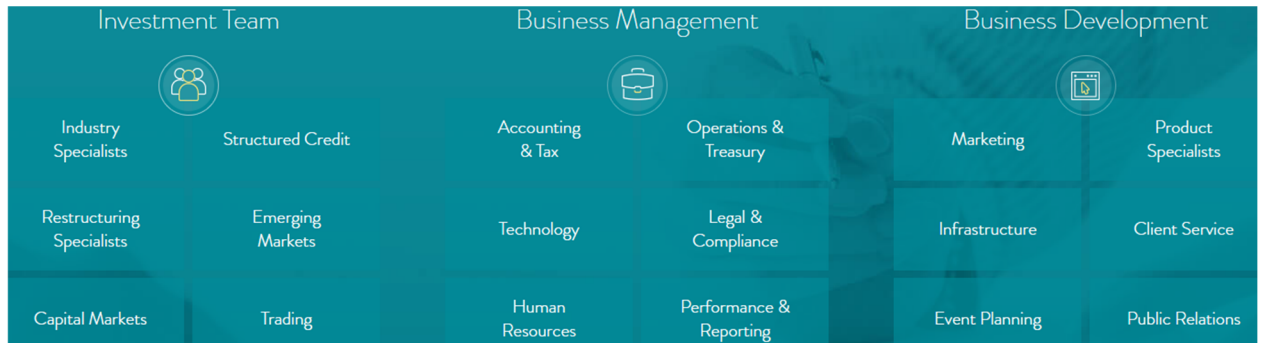 Investment Team
Industry
Specialists
Structured Credit
Restructuring
Specialists
Emerging
Markets
Capital Markets
Trading
Business Management
Accounting
& Tax
Operations &
Treasury
Technology
Legal &
Compliance
Human
Resources
Performance &
Reporting
Business Development
Marketing
Product
Specialists
Infrastructure
Client Service
Event Planning
Public Relations